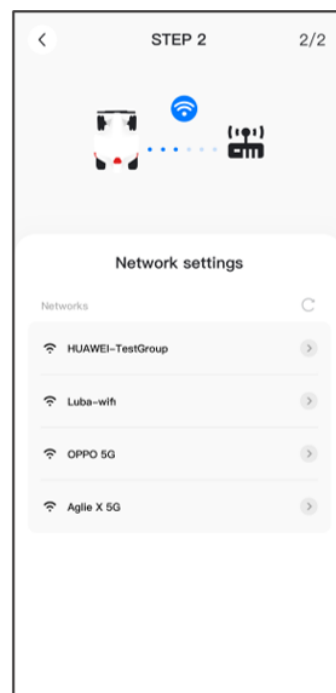 STEP 2
2/2
Network settings
Networks
HUAWEI-TestGroup
Luba-wifi
OPPO 5G
Aglie X 5G